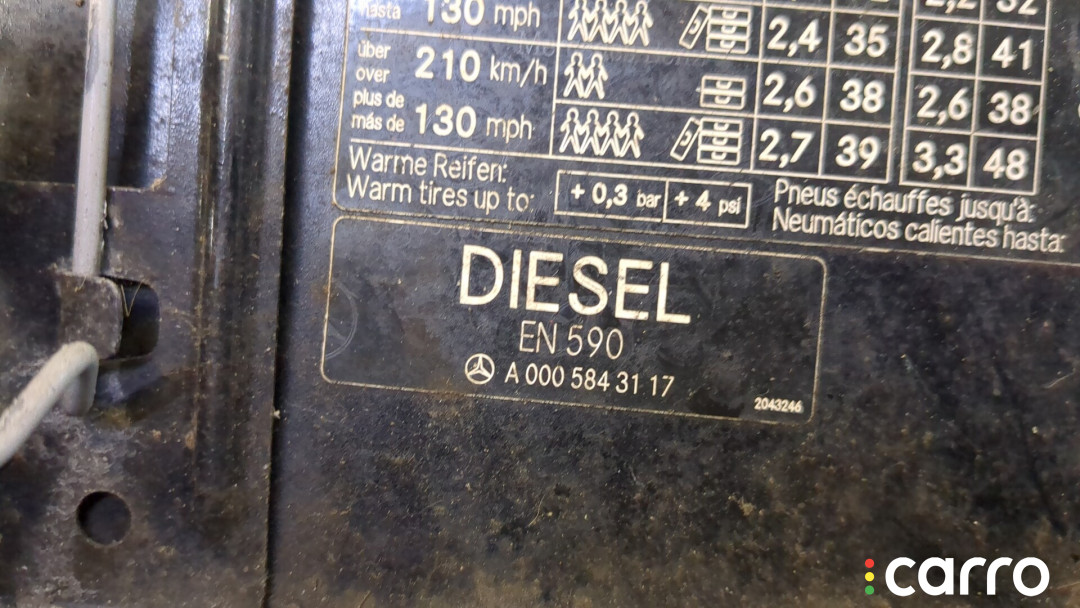 hasta 130 mph
2,4 35 2,8 41
über
over 210 km/h
2,6 38 2,6 38
plus de
más de 130 mph
2,7 39 3,3 48
Warme Reifen:
Warm tires up to:
+ 0,3 bar + 4 psi
Pneus échauffes jusqu'à:
Neumáticos calientes hasta:
DIESEL
EN 590
A 000 584 31 17
2043246
carro